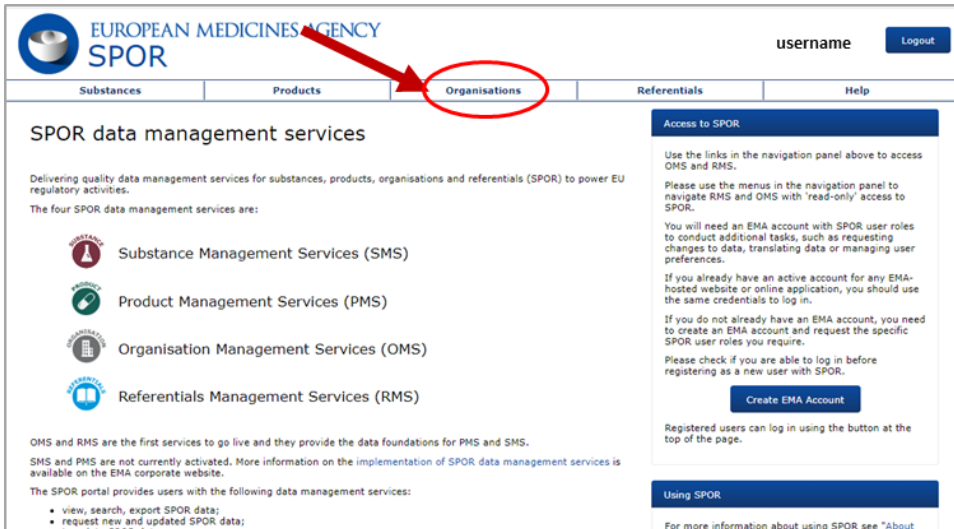 EUROPEAN MEDICINES AGENCY
SPOR
username
Logout
Substances
Products
Organisations
Referentials
Help
SPOR data management services
Delivering quality data management services for substances, products, organisations and referentials (SPOR) to power EU
regulatory activities.
The four SPOR data management services are:
SUBSTANCE
Substance Management Services (SMS)
PRODUCT
Product Management Services (PMS)
ORGANISATION
Organisation Management Services (OMS)
REFERENTIALS
Referentials Management Services (RMS)
OMS and RMS are the first services to go live and they provide the data foundations for PMS and SMS.
SMS and PMS are not currently activated. More information on the implementation of SPOR data management services is
available on the EMA corporate website.
The SPOR portal provides users with the following data management services:
• view, search, export SPOR data;
• request new and updated SPOR data;
Access to SPOR
Use the links in the navigation panel above to access
OMS and RMS.
Please use the menus in the navigation panel to
navigate RMS and OMS with 'read-only' access to
SPOR.
You will need an EMA account with SPOR user roles
to conduct additional tasks, such as requesting
changes to data, translating data or managing user
preferences.
If you already have an active account for any EMA-
hosted website or online application, you should use
the same credentials to log in.
If you do not already have an EMA account, you need
to create an EMA account and request the specific
SPOR user roles you require.
Please check if you are able to log in before
registering as a new user with SPOR.
Create EMA Account
Registered users can log in using the button at the
top of the page.
Using SPOR
For more information about using SPOR see "About